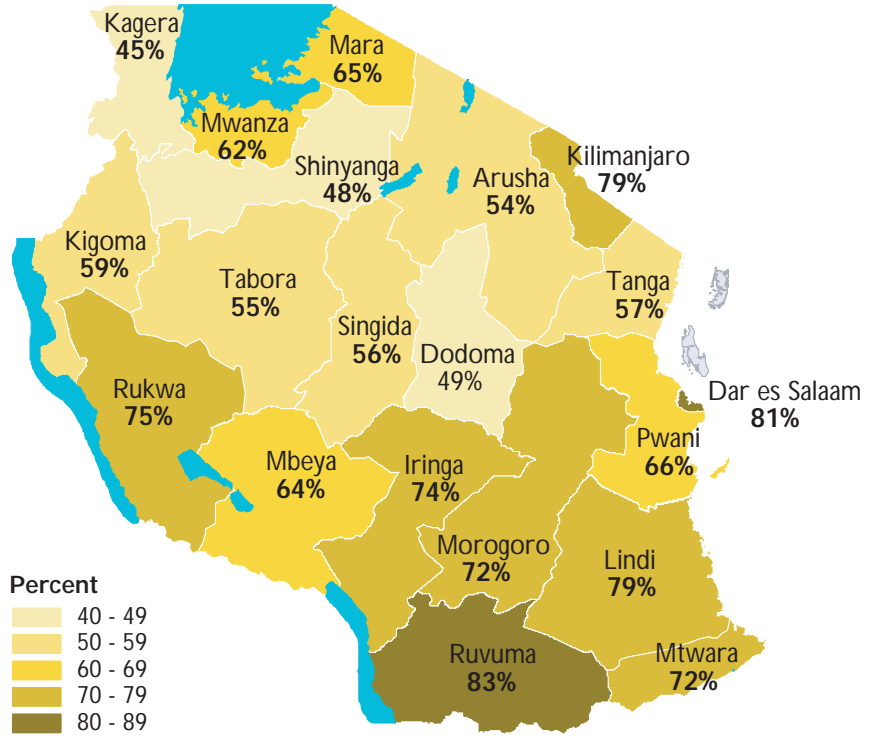 Kagera
45%
Mara
65%
Mwanza
62%
Shinyanga
48%
Arusha
54%
Kilimanjaro
79%
Kigoma
59%
Tabora
55%
Singida
56%
Dodoma
49%
Tanga
57%
Rukwa
75%
Dar es Salaam
81%
Pwani
66%
Mbeya
64%
Iringa
74%
Morogoro
72%
Lindi
79%
Ruvuma
83%
Mtwara
72%
Percent
40 - 49
50 - 59
60 - 69
70 - 79
80 - 89